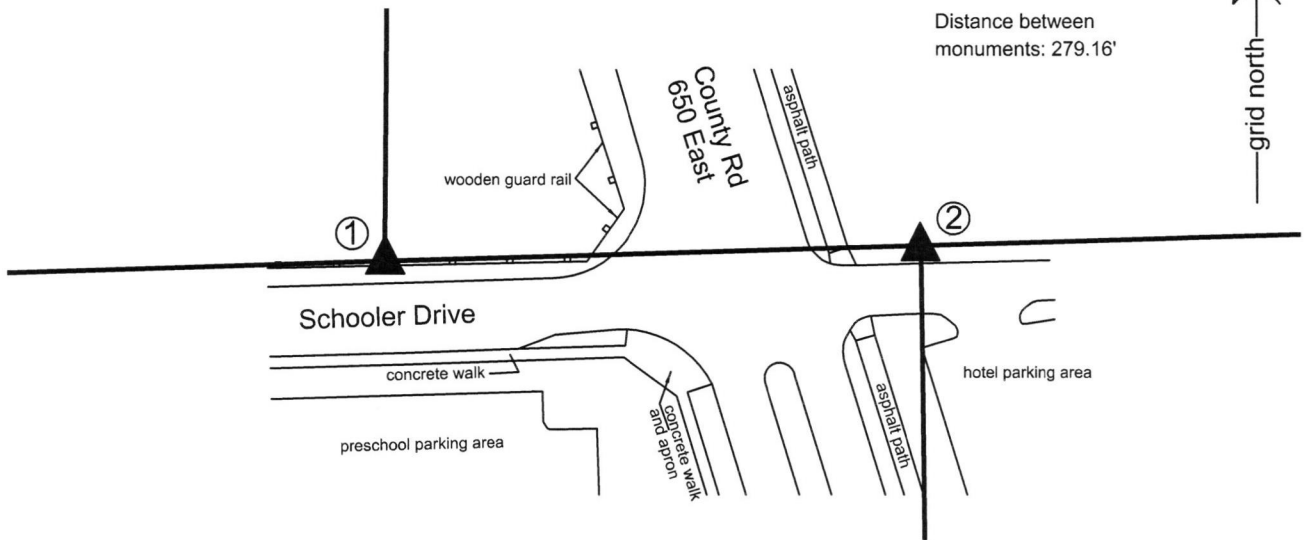 Distance between
monuments: 279.16'
grid north
County Rd
650 East
asphalt path
wooden guard rail
①
②
Schooler Drive
concrete walk
hotel parking area
concrete walk
and apron
asphalt path
preschool parking area